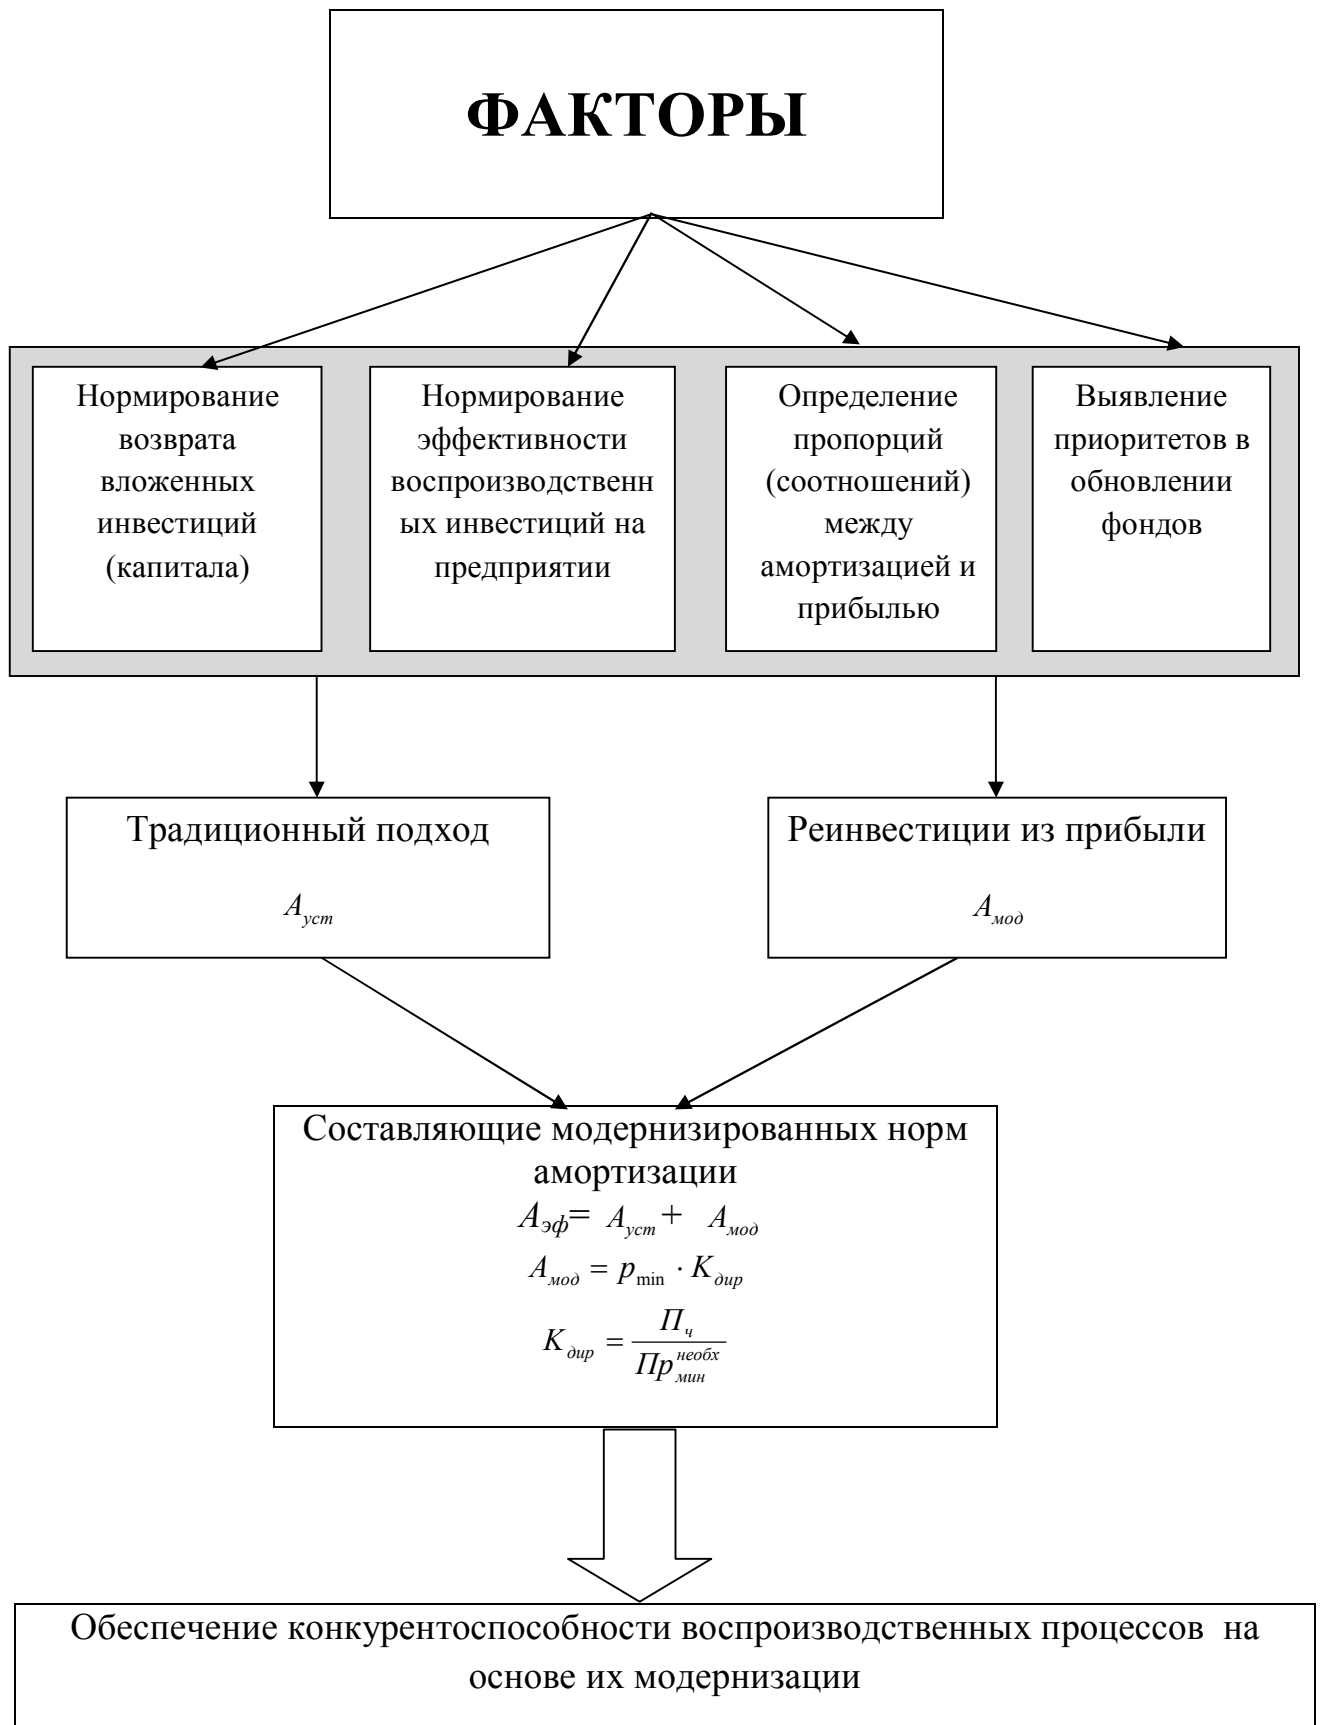 ФАКТОРЫ
Нормирование
возврата
вложенных
инвестиций
(капитала)
Нормирование
эффективности
воспроизводственн
ых инвестиций на
предприятии
Определение
пропорций
(соотношений)
между
амортизацией и
прибылью
Выявление
приоритетов в
обновлении
фондов
Традиционный подход
A_уст
Реинвестиции из прибыли
A_мод
Составляющие модернизированных норм
амортизации
A_эф= A_уст + A_мод
A_мод = p_min · K_дир
K_дир = П_ч / Пр_мин^необх
Обеспечение конкурентоспособности воспроизводственных процессов на
основе их модернизации